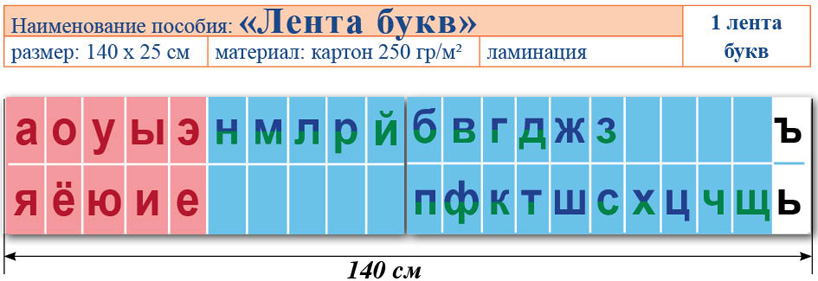 Наименование пособия: «Лента букв»
1 лента букв
размер: 140 х 25 см
материал: картон 250 гр/м²
ламинация
а о у ы э н м л р й б в г д ж з ъ
я ё ю и е п ф к т ш с х ц ч щ ь
140 см